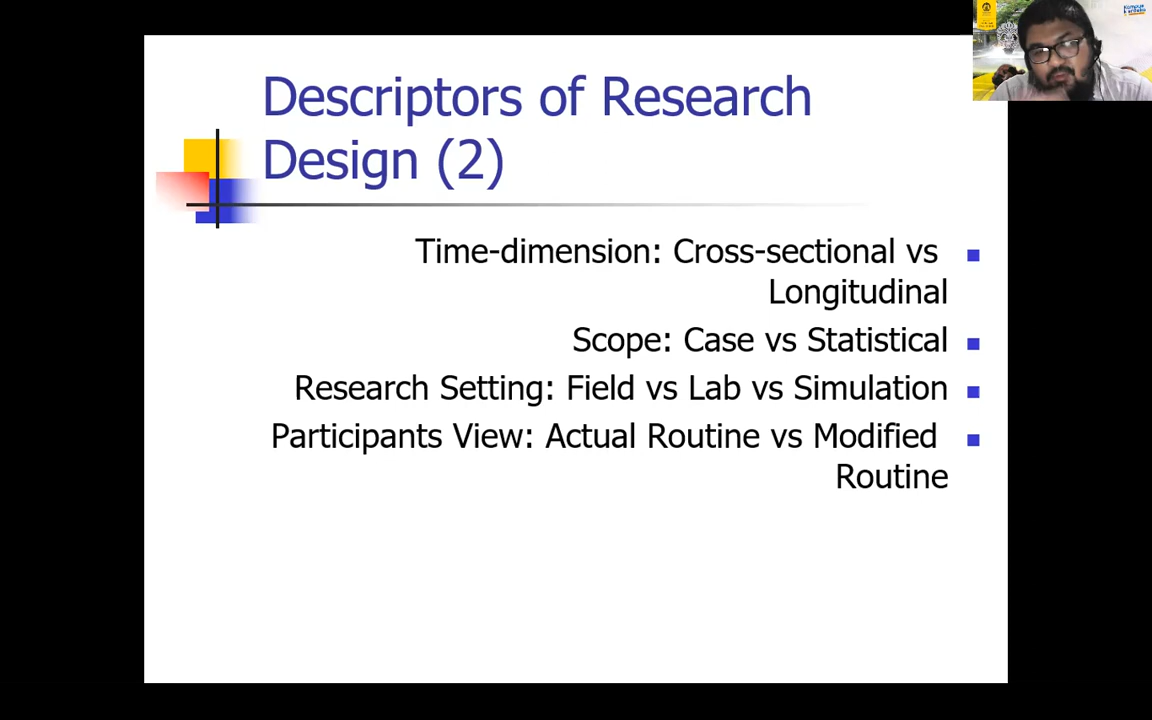 Descriptors of Research
Design (2)
Time-dimension: Cross-sectional vs
Longitudinal
Scope: Case vs Statistical
Research Setting: Field vs Lab vs Simulation
Participants View: Actual Routine vs Modified
Routine